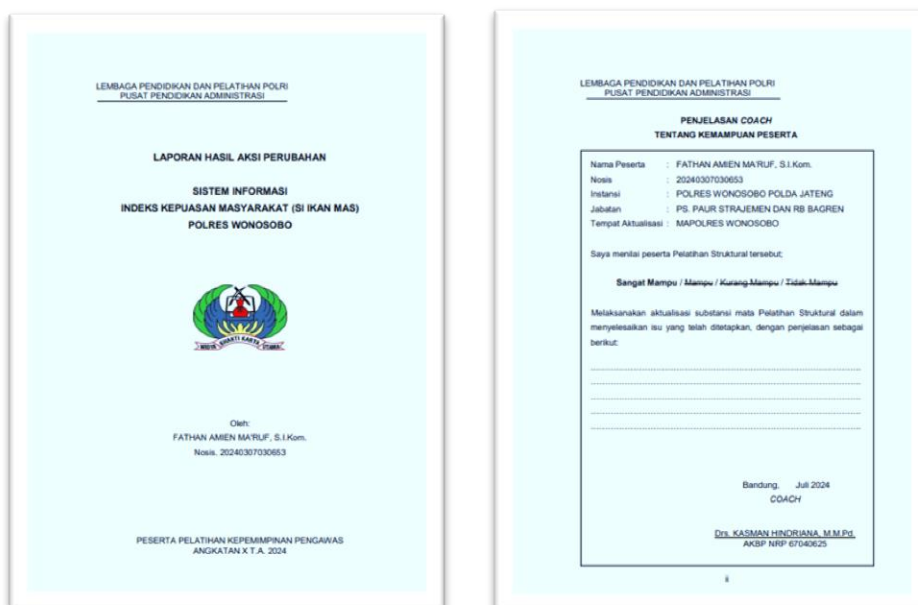 LEMBAGA PENDIDIKAN DAN PELATIHAN POLRI
PUSAT PENDIDIKAN ADMINISTRASI
LAPORAN HASIL AKSI PERUBAHAN
SISTEM INFORMASI
INDEKS KEPUASAN MASYARAKAT (SI IKAN MAS)
POLRES WONOSOBO
Oleh:
FATHAN AMIEN MA'RUF, S.I.Kom.
Nosis. 20240307030653
PESERTA PELATIHAN KEPEMIMPINAN PENGAWAS
ANGKATAN X T.A. 2024
LEMBAGA PENDIDIKAN DAN PELATIHAN POLRI
PUSAT PENDIDIKAN ADMINISTRASI
PENJELASAN COACH
TENTANG KEMAMPUAN PESERTA
Nama Peserta : FATHAN AMIEN MA'RUF, S.I.Kom.
Nosis : 20240307030653
Instansi : POLRES WONOSOBO POLDA JATENG
Jabatan : PS. PAUR STRAJEMEN DAN RB BAGREN
Tempat Aktualisasi : MAPOLRES WONOSOBO
Saya menilai peserta Pelatihan Struktural tersebut;
Sangat Mampu / Mampu / Kurang Mampu / Tidak Mampu
Melaksanakan aktualisasi substansi mata Pelatihan Struktural dalam
menyelesaikan isu yang telah ditetapkan, dengan penjelasan sebagai
berikut:
Bandung, Juli 2024
COACH
Drs. KASMAN HINDRIANA, M.M.Pd.
AKBP NRP 67040625
ii